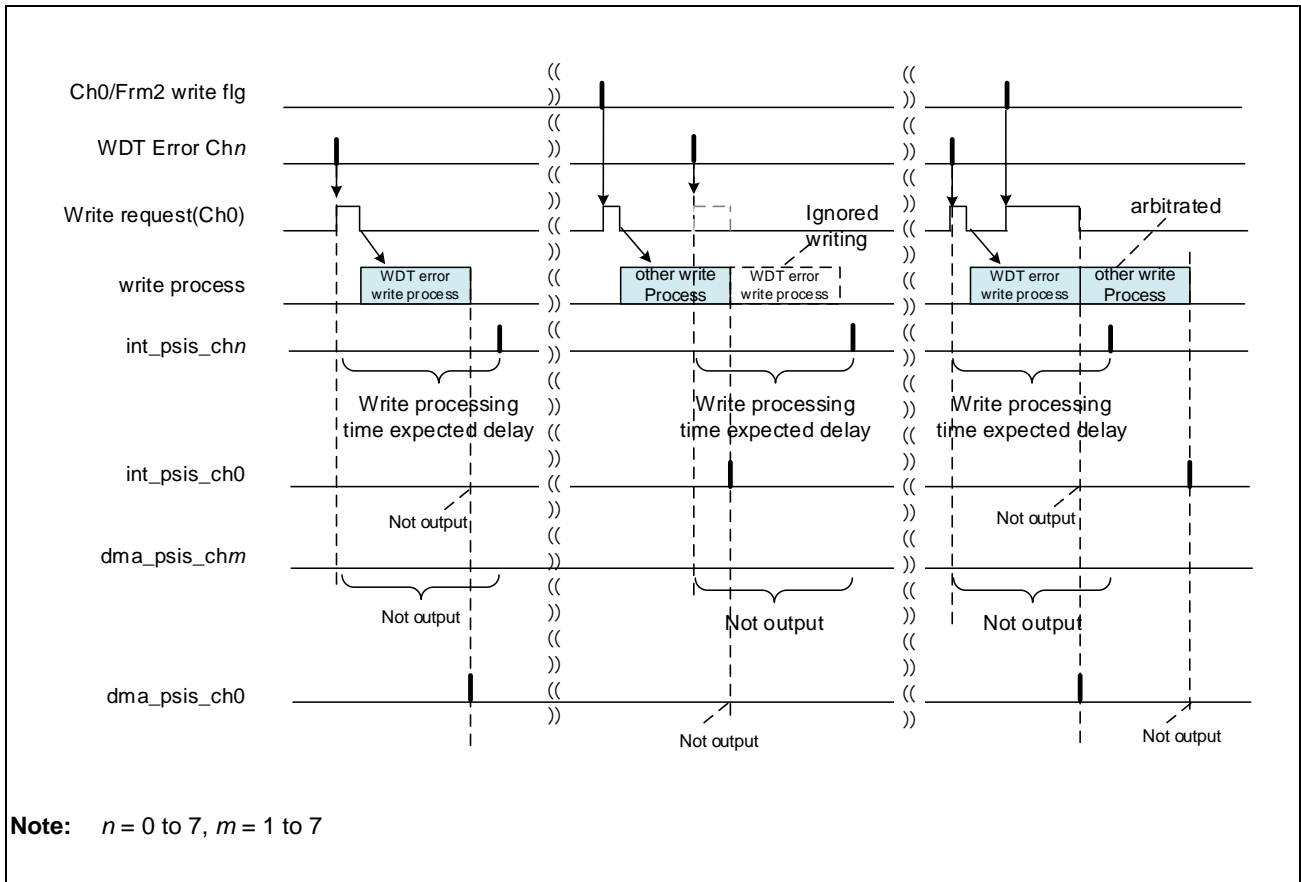 Ch0/Frm2 write flg
WDT Error Chn
Write request(Ch0)
Ignored
writing
arbitrated
write process
WDT error
write process
other write
Process
WDT error
write process
WDT error
write process
other write
Process
int_psis_chn
Write processing
time expected delay
Write processing
time expected delay
Write processing
time expected delay
int_psis_ch0
Not output
Not output
dma_psis_chm
Not output
Not output
Not output
dma_psis_ch0
Not output
Not output
Note: n = 0 to 7, m = 1 to 7